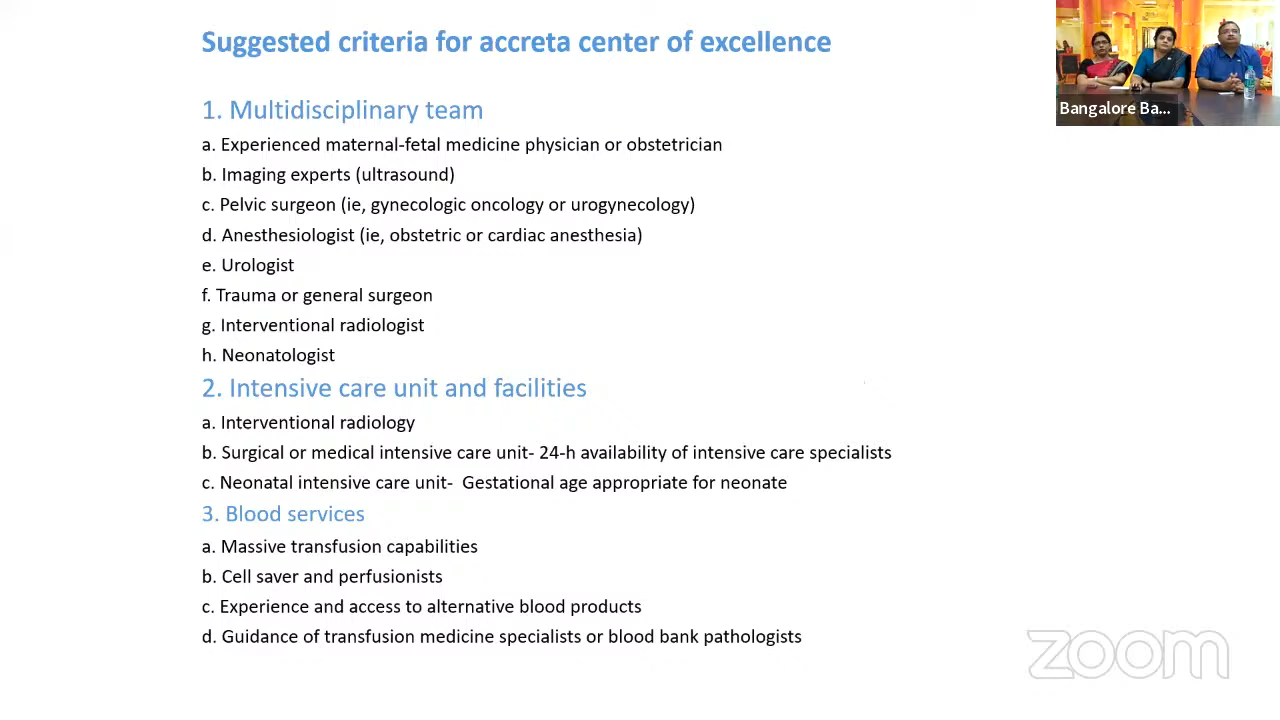 Suggested criteria for accreta center of excellence
1. Multidisciplinary team
a. Experienced maternal-fetal medicine physician or obstetrician
b. Imaging experts (ultrasound)
c. Pelvic surgeon (ie, gynecologic oncology or urogynecology)
d. Anesthesiologist (ie, obstetric or cardiac anesthesia)
e. Urologist
f. Trauma or general surgeon
g. Interventional radiologist
h. Neonatologist
2. Intensive care unit and facilities
a. Interventional radiology
b. Surgical or medical intensive care unit- 24-h availability of intensive care specialists
c. Neonatal intensive care unit-  Gestational age appropriate for neonate
3. Blood services
a. Massive transfusion capabilities
b. Cell saver and perfusionists
c. Experience and access to alternative blood products
d. Guidance of transfusion medicine specialists or blood bank pathologists
Bangalore Ba...
zoom